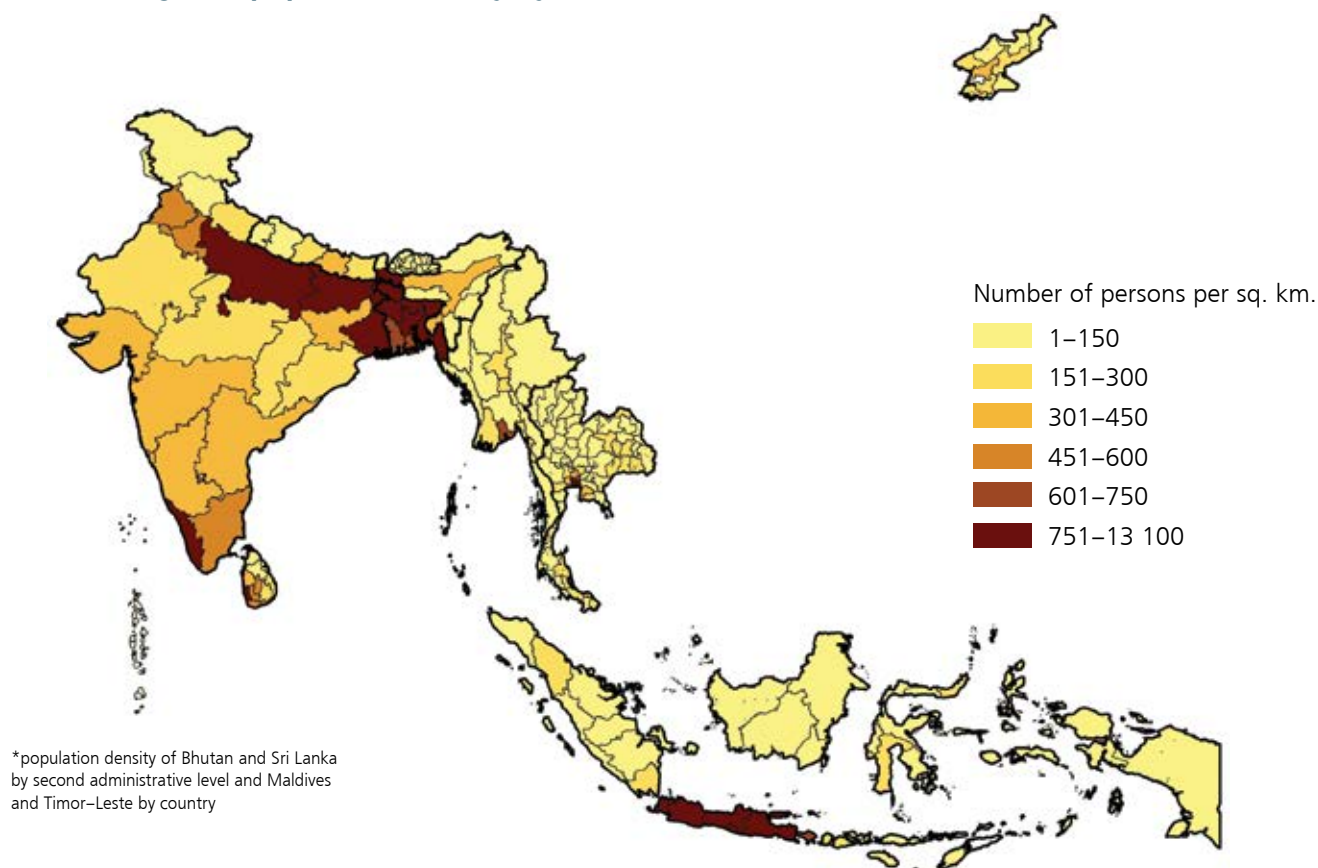 Number of persons per sq. km.
1–150
151–300
301–450
451–600
601–750
751–13 100
*population density of Bhutan and Sri Lanka
by second administrative level and Maldives
and Timor–Leste by country